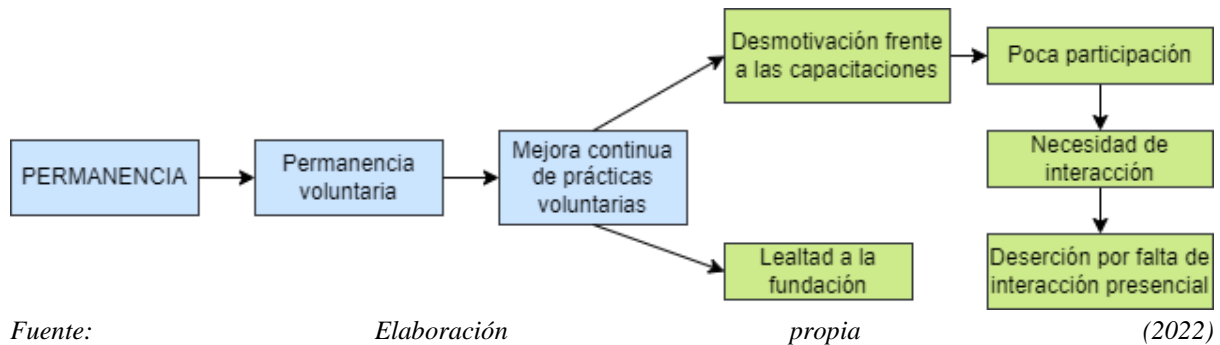 PERMANENCIA
Permanencia
voluntaria
Mejora continua
de prácticas
voluntarias
Desmotivación frente
a las capacitaciones
Poca participación
Necesidad de
interacción
Deserción por falta de
interacción presencial
Lealtad a la
fundación
Fuente: Elaboración propia (2022)